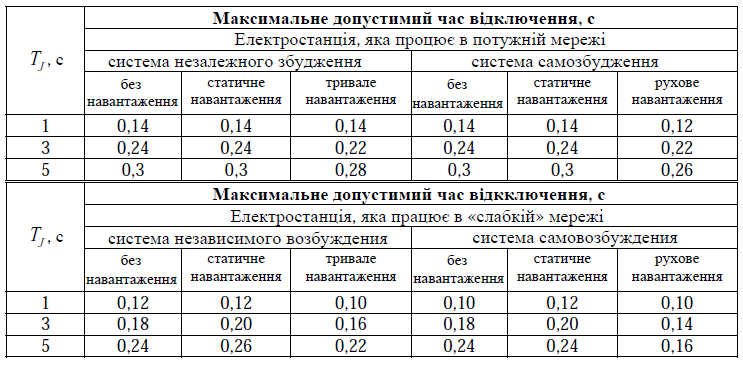 T_J, с
Максимальне допустимий час відключення, с
Електростанція, яка працює в потужній мережі
система незалежного збудження система самозбудження
без навантаження статичне навантаження тривале навантаження без навантаження статичне навантаження рухове навантаження
1 0,14 0,14 0,14 0,14 0,14 0,12
3 0,24 0,24 0,22 0,24 0,24 0,22
5 0,3 0,3 0,28 0,3 0,3 0,26
T_J, с
Максимальне допустимий час відкключення, с
Електростанція, яка працює в «слабкій» мережі
система независимого возбуждения система самовозбуждения
без навантаження статичне навантаження тривале навантаження без навантаження статичне навантаження рухове навантаження
1 0,12 0,12 0,10 0,10 0,12 0,10
3 0,18 0,20 0,16 0,18 0,20 0,14
5 0,24 0,26 0,22 0,24 0,24 0,16